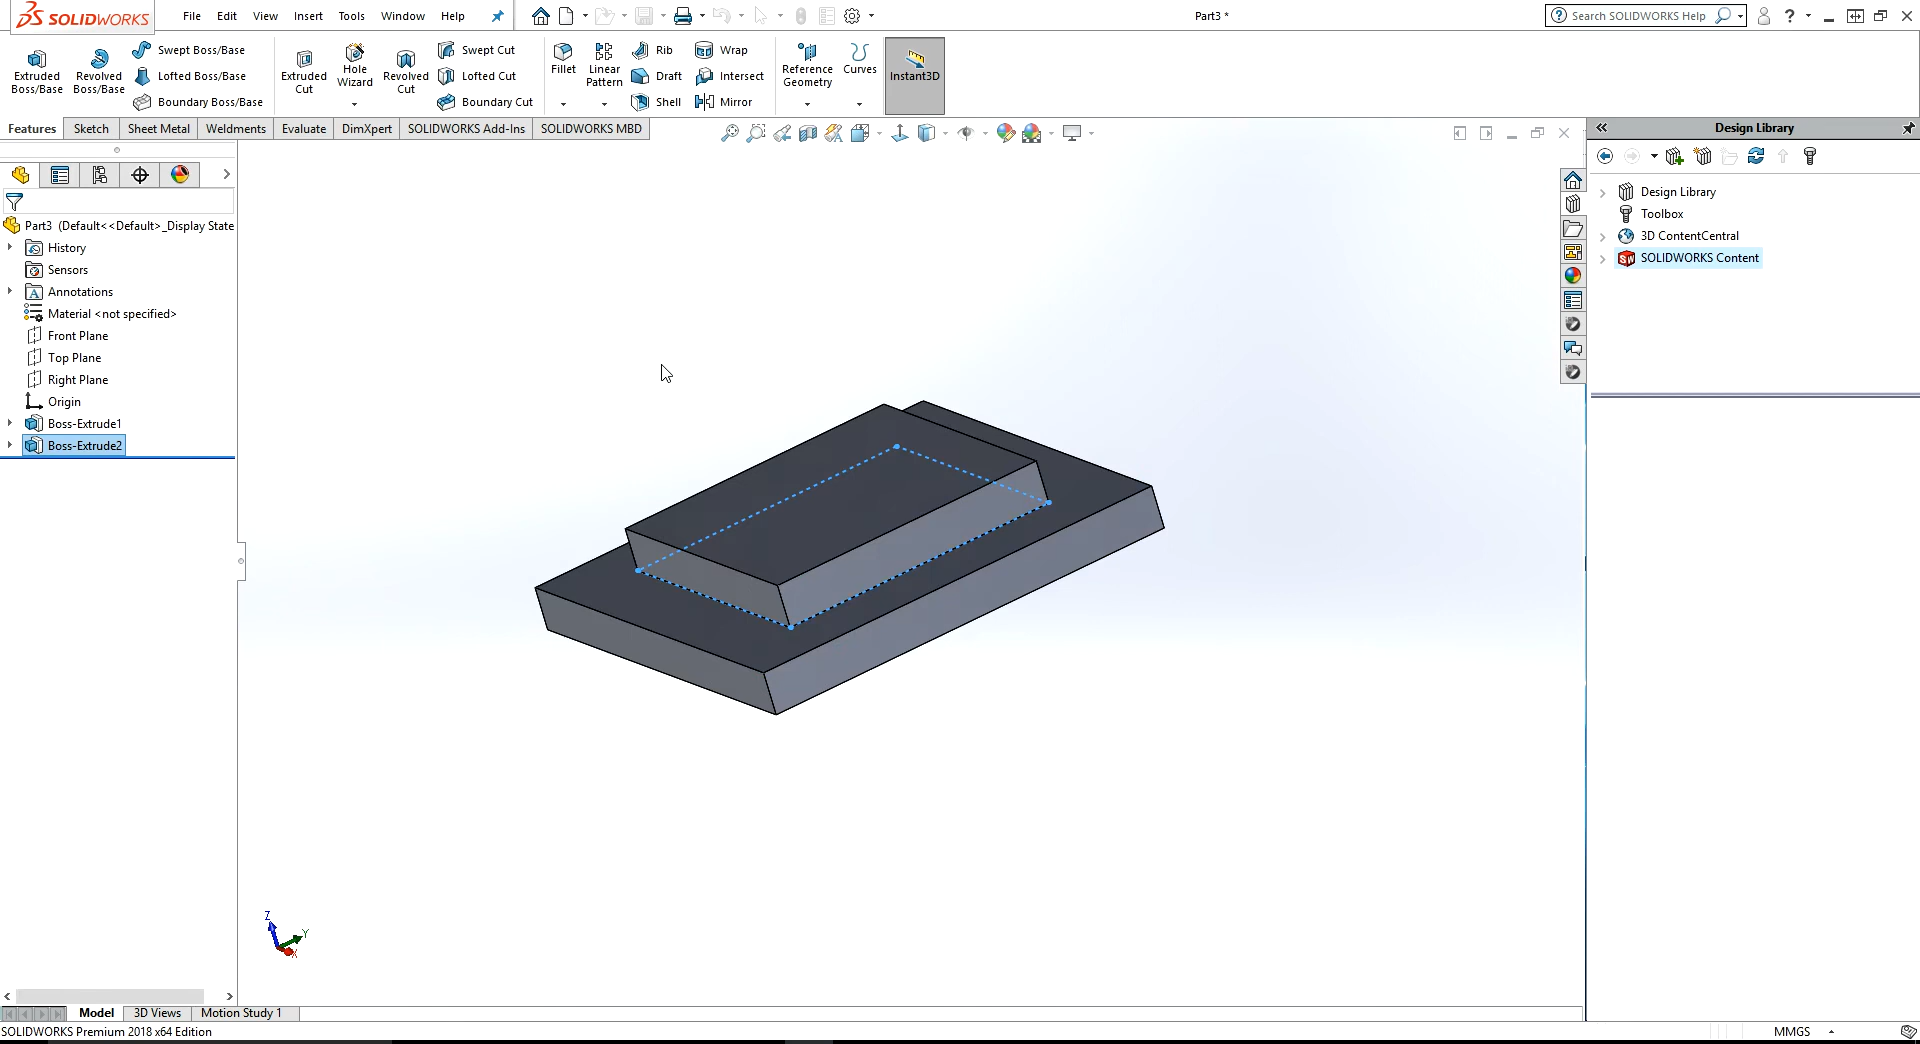 SOLIDWORKS File Edit View Insert Tools Window Help Part3 * Search SOLIDWORKS Help ?
Extruded Boss/Base
Revolved Boss/Base
Swept Boss/Base
Lofted Boss/Base
Boundary Boss/Base
Extruded Cut
Hole Wizard
Revolved Cut
Swept Cut
Lofted Cut
Boundary Cut
Fillet
Linear Pattern
Rib
Draft
Shell
Wrap
Intersect
Mirror
Reference Geometry
Curves
Instant3D
Features Sketch Sheet Metal Weldments Evaluate DimXpert SOLIDWORKS Add-Ins SOLIDWORKS MBD
Part3 (Default<<Default>_Display State
History
Sensors
Annotations
Material <not specified>
Front Plane
Top Plane
Right Plane
Origin
Boss-Extrude1
Boss-Extrude2
Z
Y
X
Design Library
Design Library
Toolbox
3D ContentCentral
SOLIDWORKS Content
Model 3D Views Motion Study 1
SOLIDWORKS Premium 2018 x64 Edition MMGS